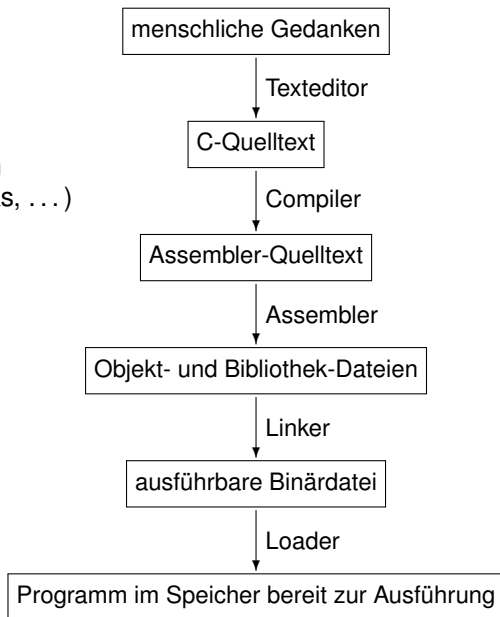 menschliche Gedanken
Texteditor
C-Quelltext
s, . . . )
Compiler
Assembler-Quelltext
Assembler
Objekt- und Bibliothek-Dateien
Linker
ausführbare Binärdatei
Loader
Programm im Speicher bereit zur Ausführung